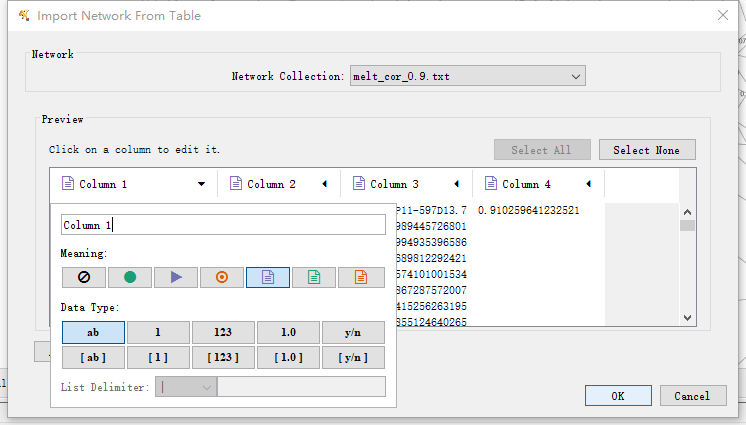 Import Network From Table
Network
Network Collection: melt_cor_0.9.txt
Preview
Click on a column to edit it.
Select All
Select None
Column 1
Column 2
Column 3
Column 4
P11-597D13.7 0.910259641232521
989445726801
994935396586
689812292421
574101001534
867287572007
415256263195
855124640265
Column 1
Meaning:
Data Type:
ab 1 123 1.0 y/n
[ab] [1] [123] [1.0] [y/n]
List Delimiter: |
OK
Cancel